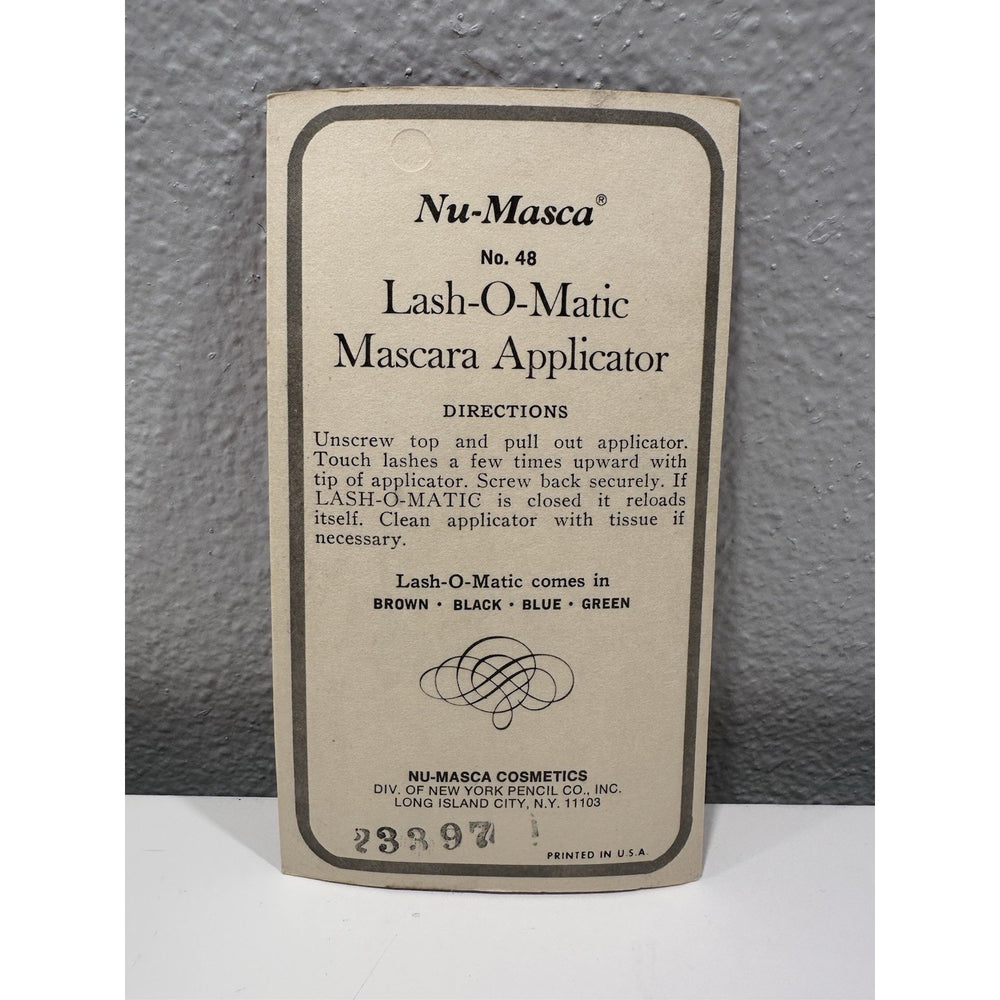 Nu-Masca®
No. 48
Lash-O-Matic
Mascara Applicator
DIRECTIONS
Unscrew top and pull out applicator.
Touch lashes a few times upward with
tip of applicator. Screw back securely. If
LASH-O-MATIC is closed it reloads
itself. Clean applicator with tissue if
necessary.
Lash-O-Matic comes in
BROWN · BLACK · BLUE · GREEN
NU-MASCA COSMETICS
DIV. OF NEW YORK PENCIL CO., INC.
LONG ISLAND CITY, N.Y. 11103
PRINTED IN U.S.A.